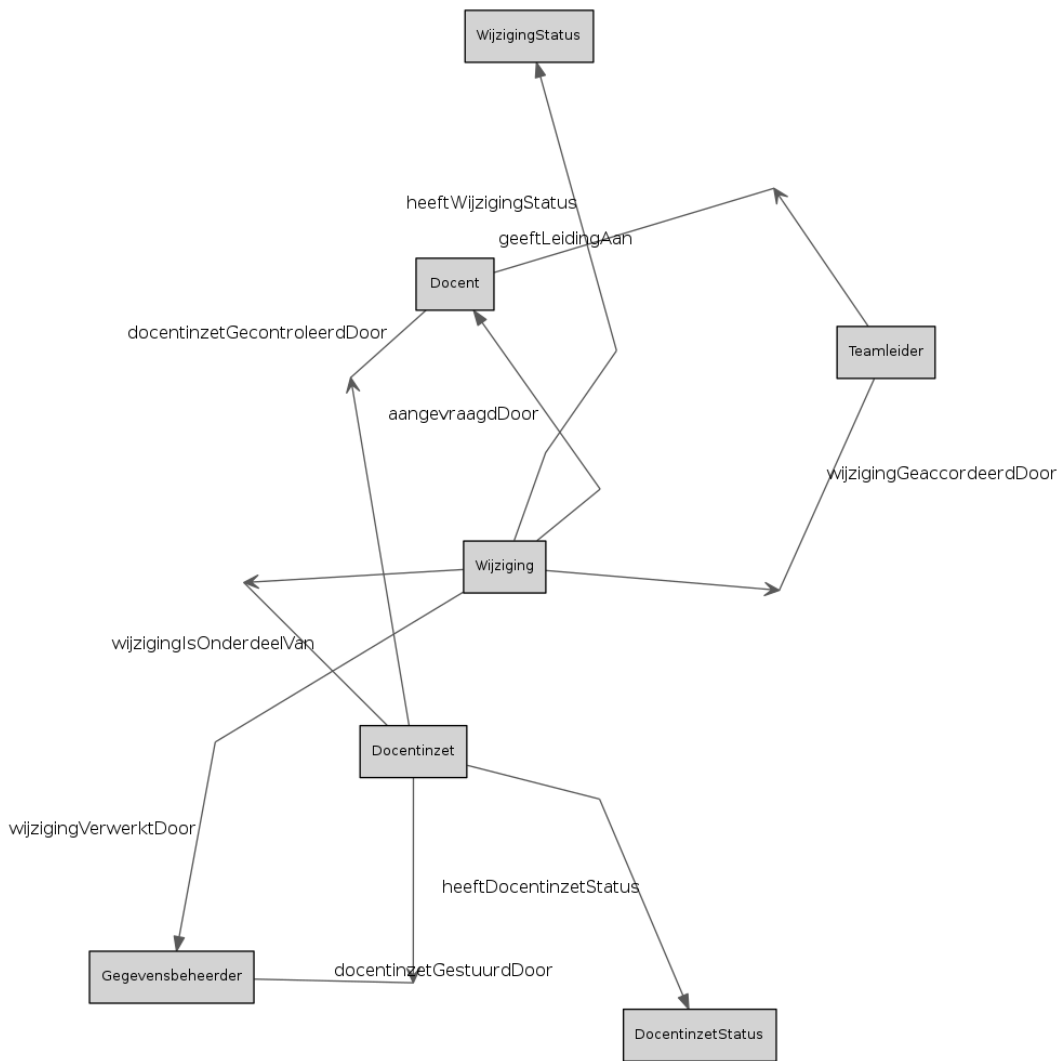 WijzigingStatus
heeftWijzigingStatus
geeftLeidingAan
Docent
docentinzetGecontroleerdDoor
Teamleider
aangevraagdDoor
wijzigingGeaccordeerdDoor
Wijziging
wijzigingIsOnderdeelVan
Docentinzet
wijzigingVerwerktDoor
heeftDocentinzetStatus
docentinzetGestuurdDoor
Gegevensbeheerder
DocentinzetStatus